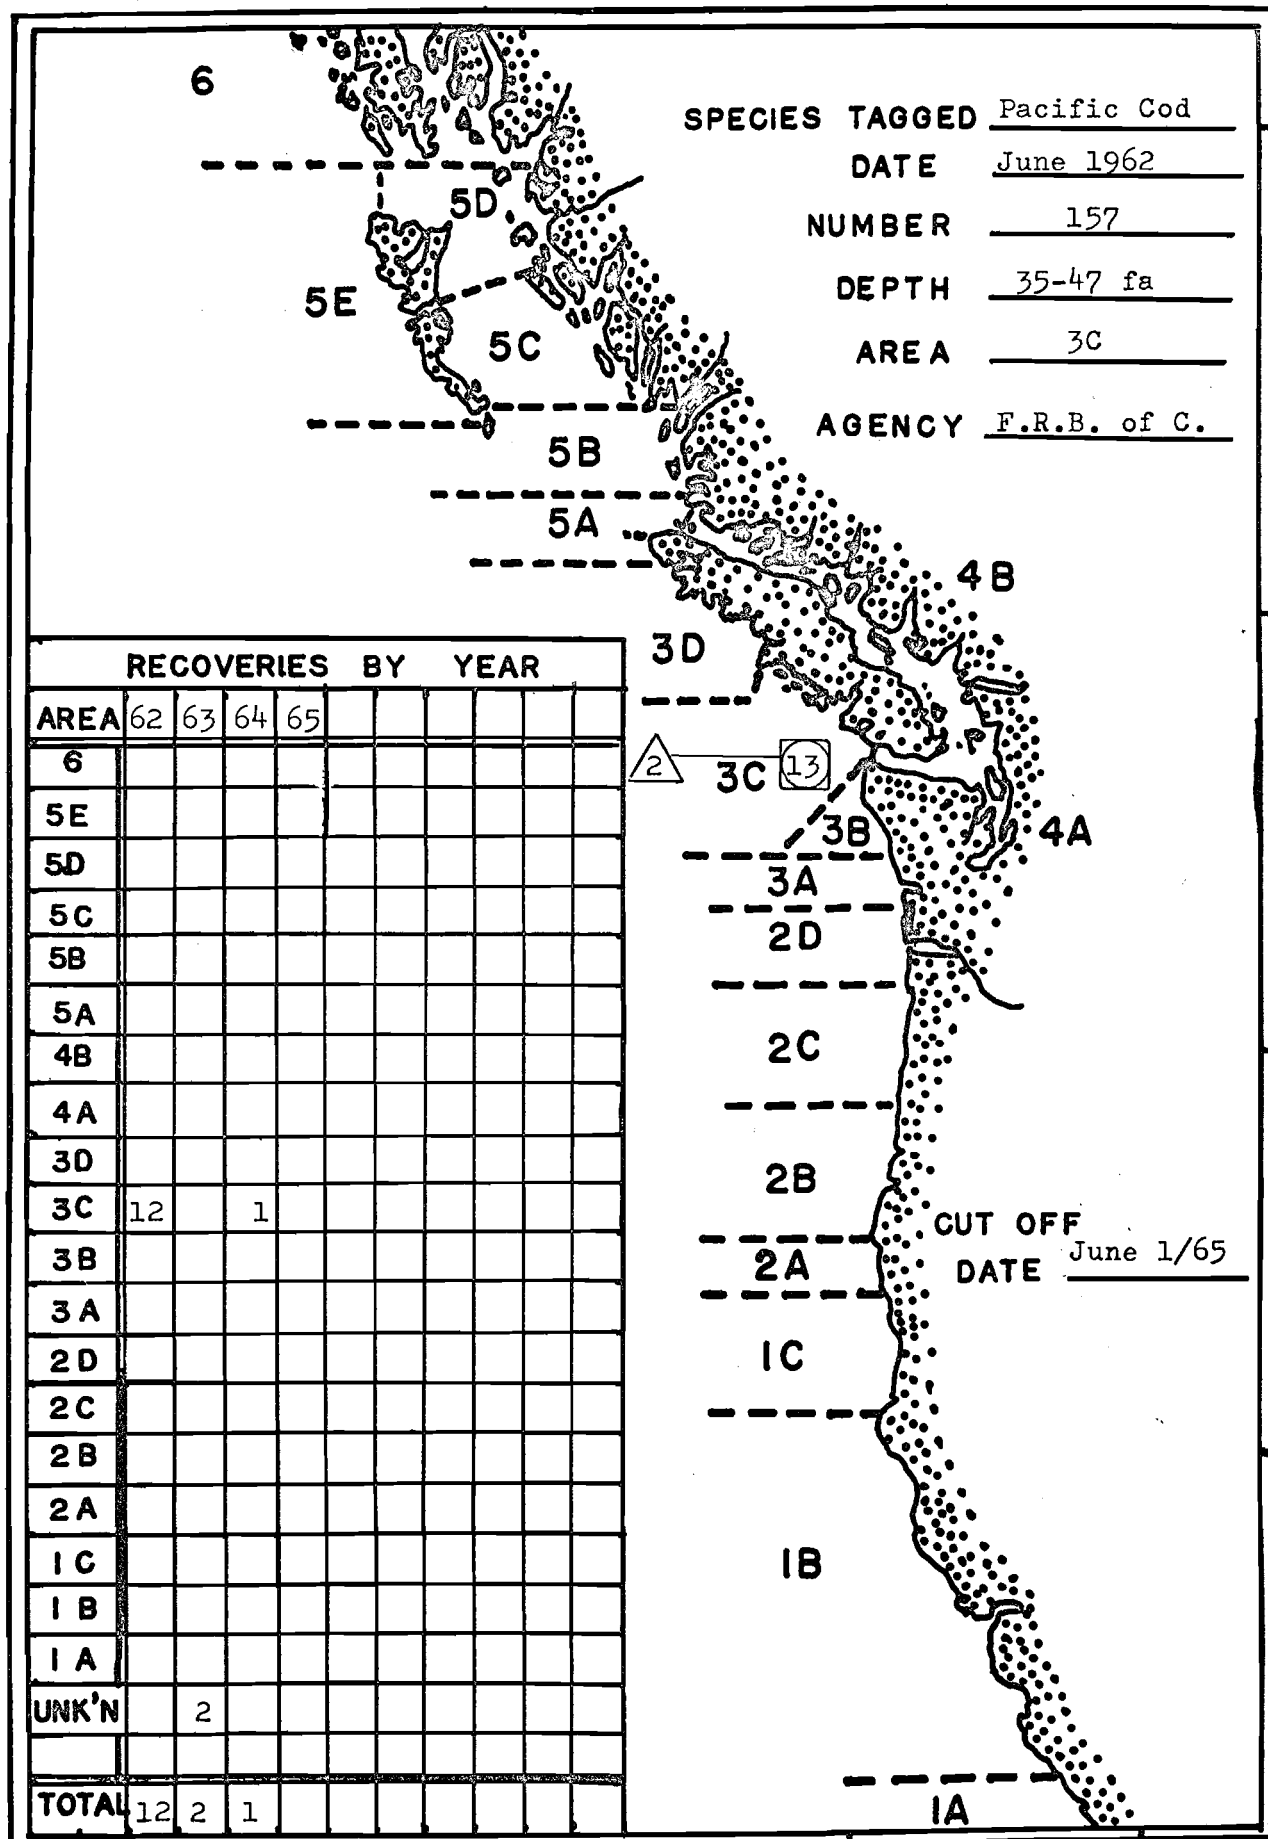 6
SPECIES TAGGED Pacific Cod
DATE June 1962
5D
NUMBER 157
5E
DEPTH 35-47 fa
5C
AREA 3C
AGENCY F.R.B. of C.
5B
5A
4B
3D
RECOVERIES BY YEAR
AREA 62 63 64 65
2 3C 13
6
5E
3B 4A
5D
3A
5C
2D
5B
5A
2C
4B
4A
3D
2B
3C 12 1
CUT OFF
DATE June 1/65
3B
2A
3A
2D
1C
2C
2B
2A
1C
1B
1B
1A
UNK'N 2
TOTAL 12 2 1
1A